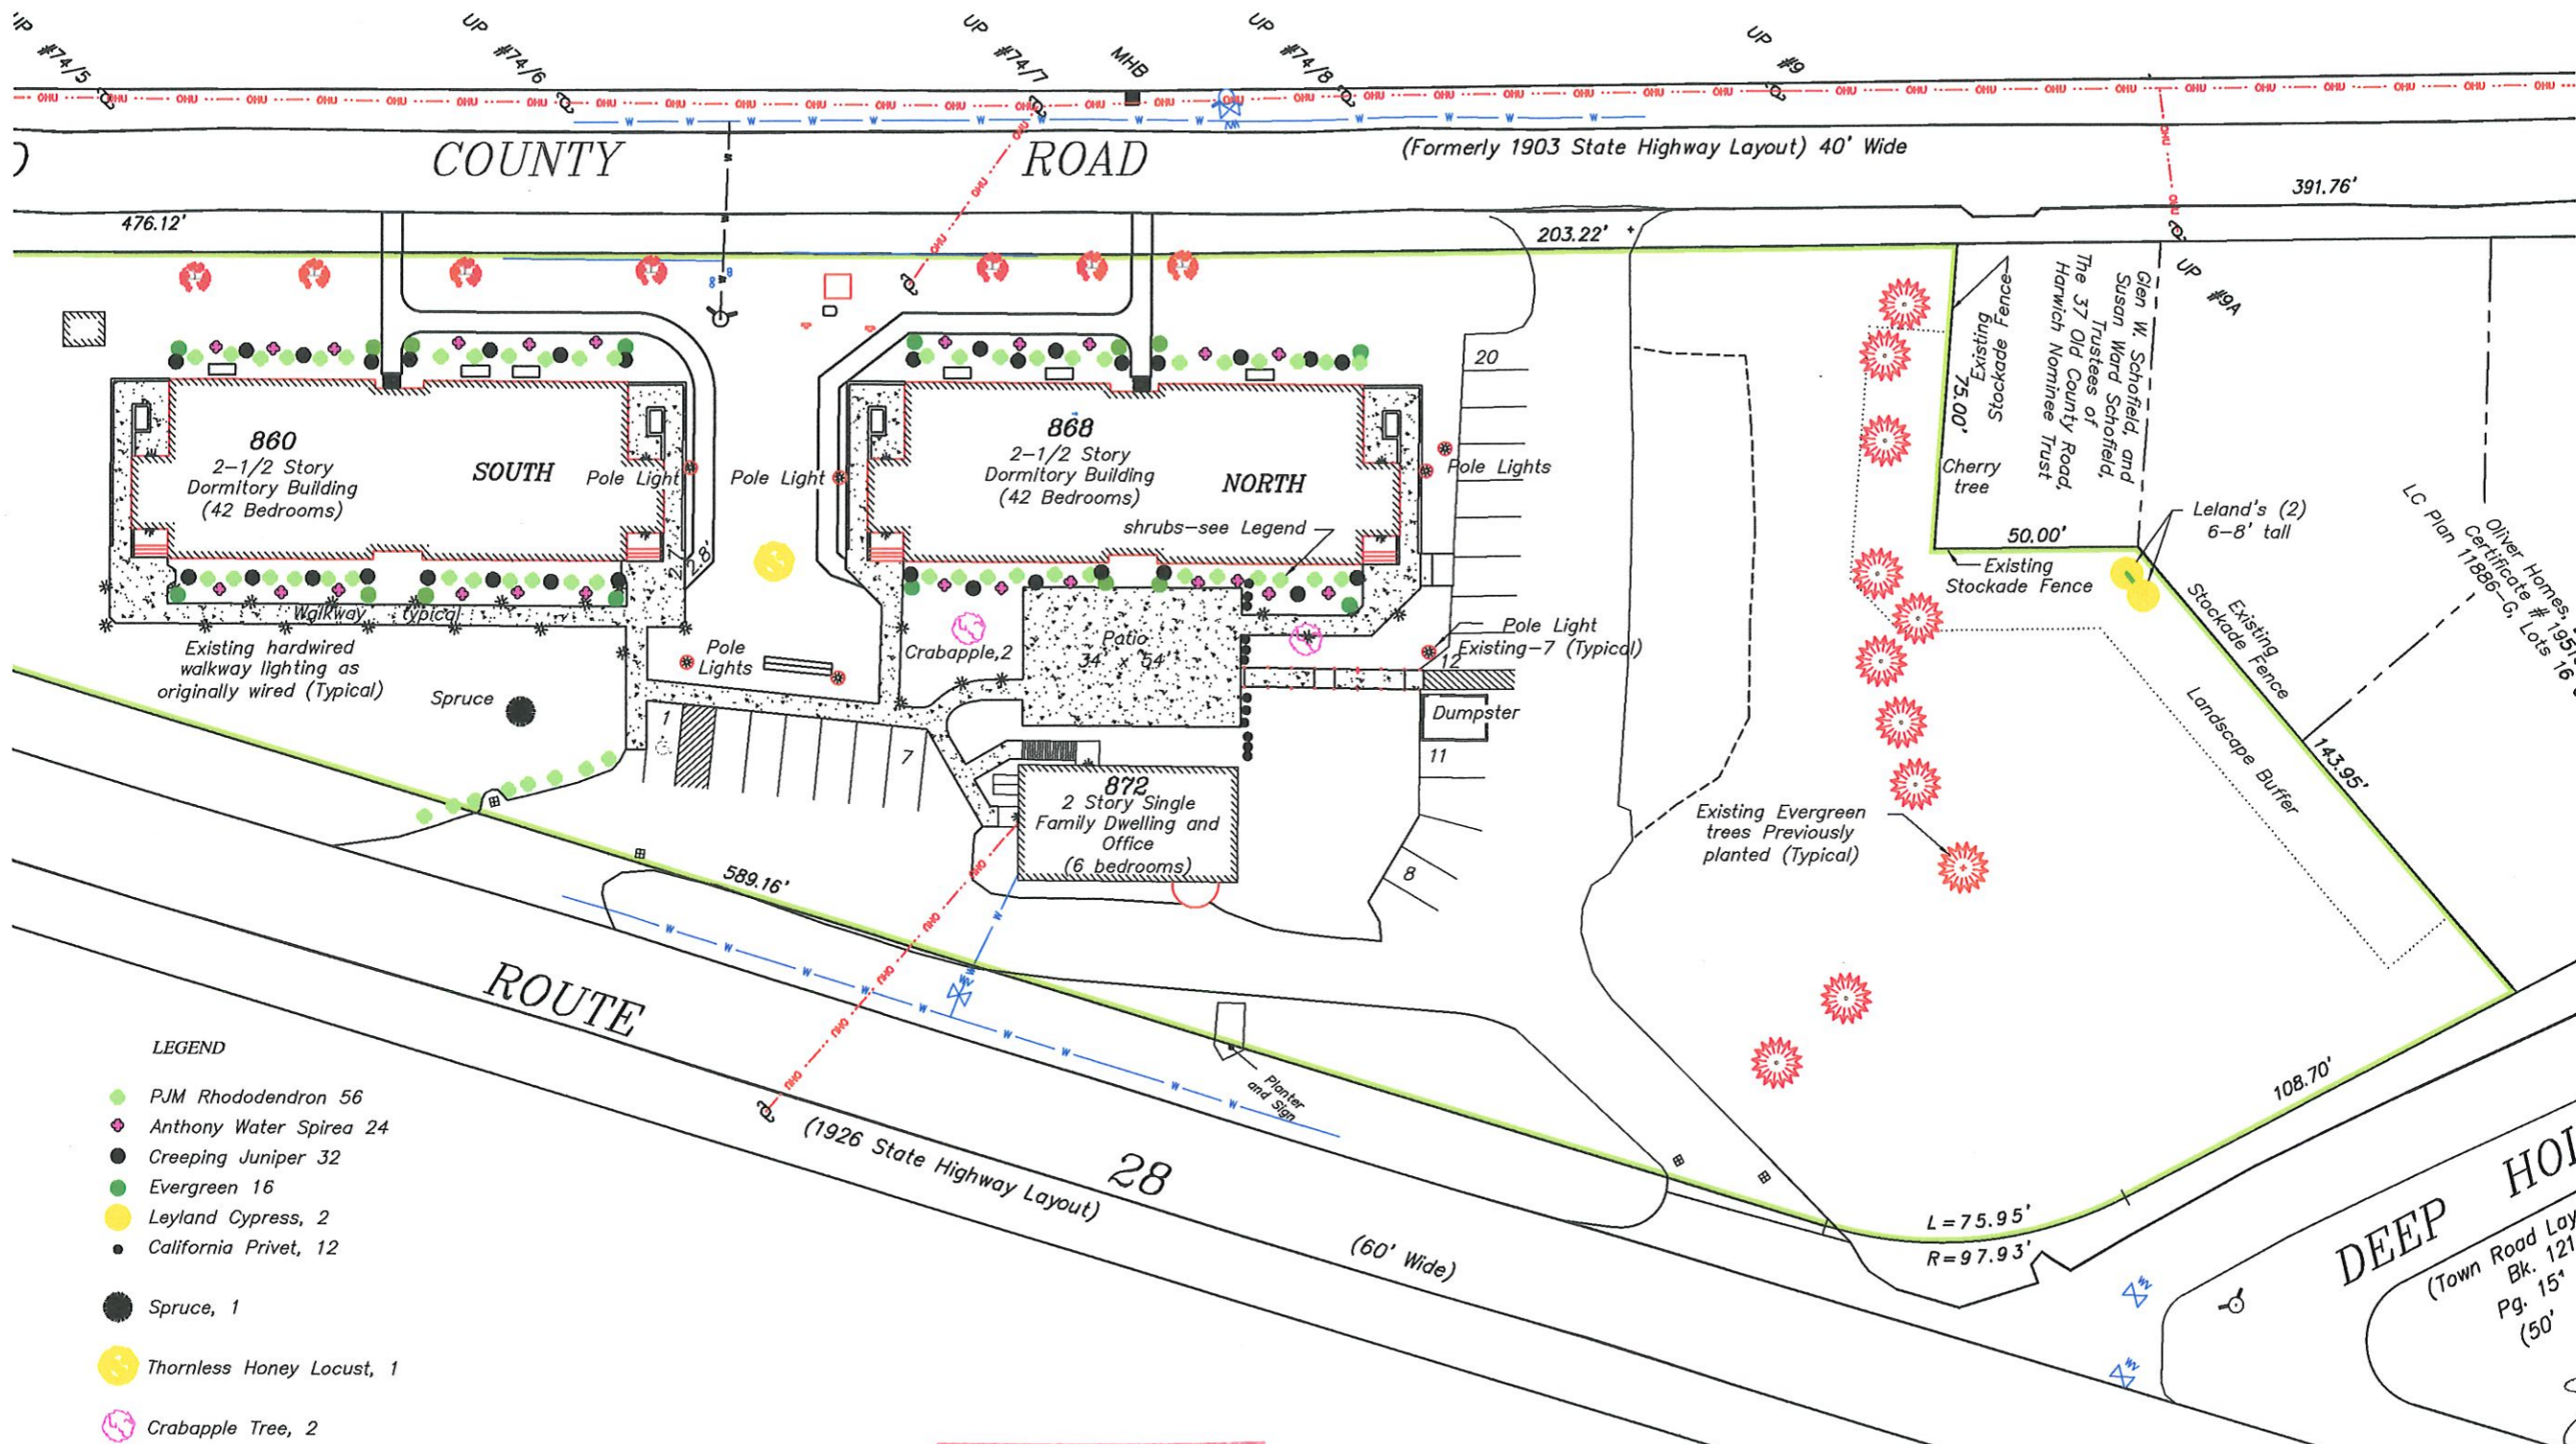 UP #74/5
UP #74/6
UP #74/7
MHB
UP #74/8
UP #9
COUNTY ROAD
(Formerly 1903 State Highway Layout) 40' Wide
476.12'
203.22'
391.76'
UP #9A
Glen W. Schofield, and
Susan Ward Schofield,
Trustees of
The 37 Old County Road,
Harwich Nominee Trust
Existing
Stockade Fence
75.00'
Cherry
tree
50.00'
Existing
Stockade Fence
Leland's (2)
6-8' tall
Existing
Stockade Fence
Oliver Homes,
Certificate #
LC Plan 11886-G, Lots 16
Landscape Buffer
143.95'
860
2-1/2 Story
Dormitory Building
(42 Bedrooms)
SOUTH
Pole Light
Pole Light
868
2-1/2 Story
Dormitory Building
(42 Bedrooms)
NORTH
shrubs-see Legend
20
Pole Lights
Walkway typical
Existing hardwired
walkway lighting as
originally wired (Typical)
Spruce
Pole
Lights
Crabapple,2
Patio
34' x 54'
Pole Light
Existing-7 (Typical)
12
Dumpster
11
1
7
8
872
2 Story Single
Family Dwelling and
Office
(6 bedrooms)
Existing Evergreen
trees Previously
planted (Typical)
589.16'
ROUTE 28
(1926 State Highway Layout)
(60' Wide)
Planter
and Sign
L=75.95'
R=97.93'
108.70'
DEEP HOL
(Town Road Lay
Bk. 121
Pg. 15
(50'
LEGEND
PJM Rhododendron 56
Anthony Water Spirea 24
Creeping Juniper 32
Evergreen 16
Leyland Cypress, 2
California Privet, 12
Spruce, 1
Thornless Honey Locust, 1
Crabapple Tree, 2